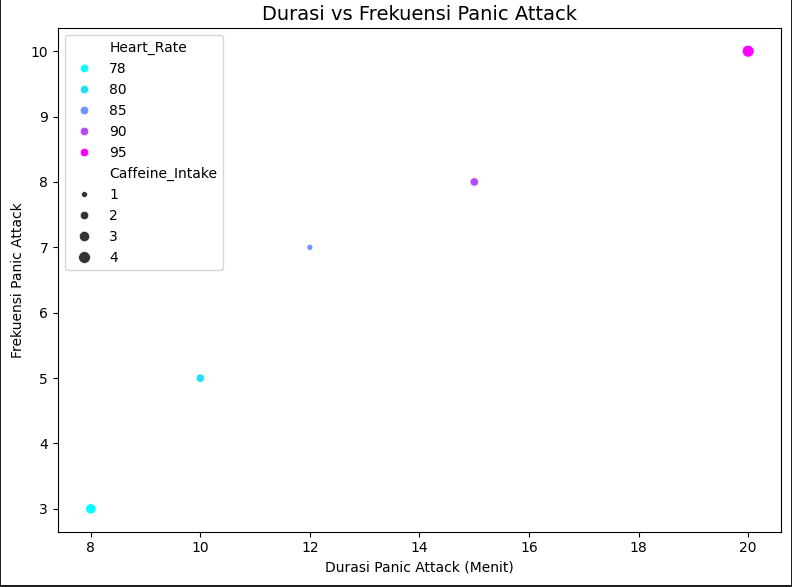 Durasi vs Frekuensi Panic Attack
Heart_Rate
78
80
85
90
95
Caffeine_Intake
1
2
3
4
10
9
8
7
6
5
4
3
Frekuensi Panic Attack
8 10 12 14 16 18 20
Durasi Panic Attack (Menit)